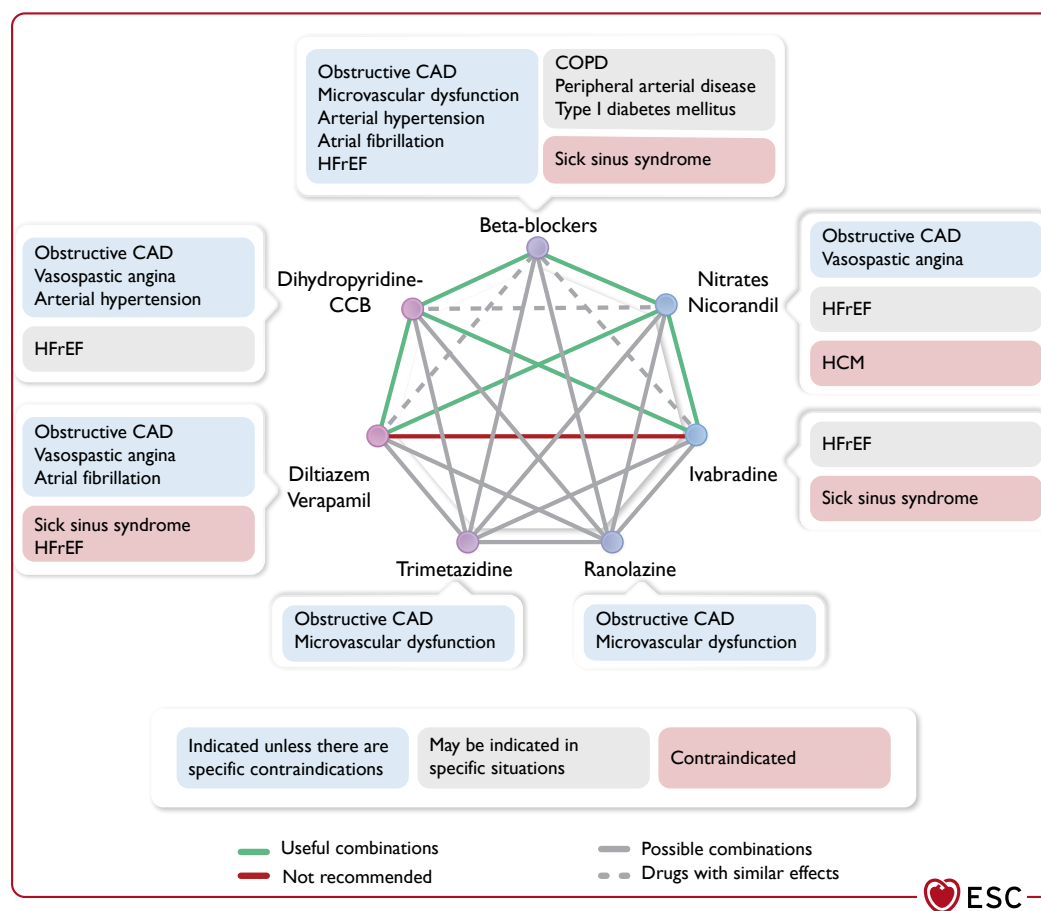 Obstructive CAD
Microvascular dysfunction
Arterial hypertension
Atrial fibrillation
HFrEF
COPD
Peripheral arterial disease
Type I diabetes mellitus
Sick sinus syndrome
Beta-blockers
Obstructive CAD
Vasospastic angina
Arterial hypertension
HFrEF
Dihydropyridine-
CCB
Nitrates
Nicorandil
Obstructive CAD
Vasospastic angina
HFrEF
HCM
Obstructive CAD
Vasospastic angina
Atrial fibrillation
Sick sinus syndrome
HFrEF
Diltiazem
Verapamil
Ivabradine
HFrEF
Sick sinus syndrome
Trimetazidine
Obstructive CAD
Microvascular dysfunction
Ranolazine
Obstructive CAD
Microvascular dysfunction
Indicated unless there are
specific contraindications
May be indicated in
specific situations
Contraindicated
Useful combinations
Not recommended
Possible combinations
Drugs with similar effects
ESC